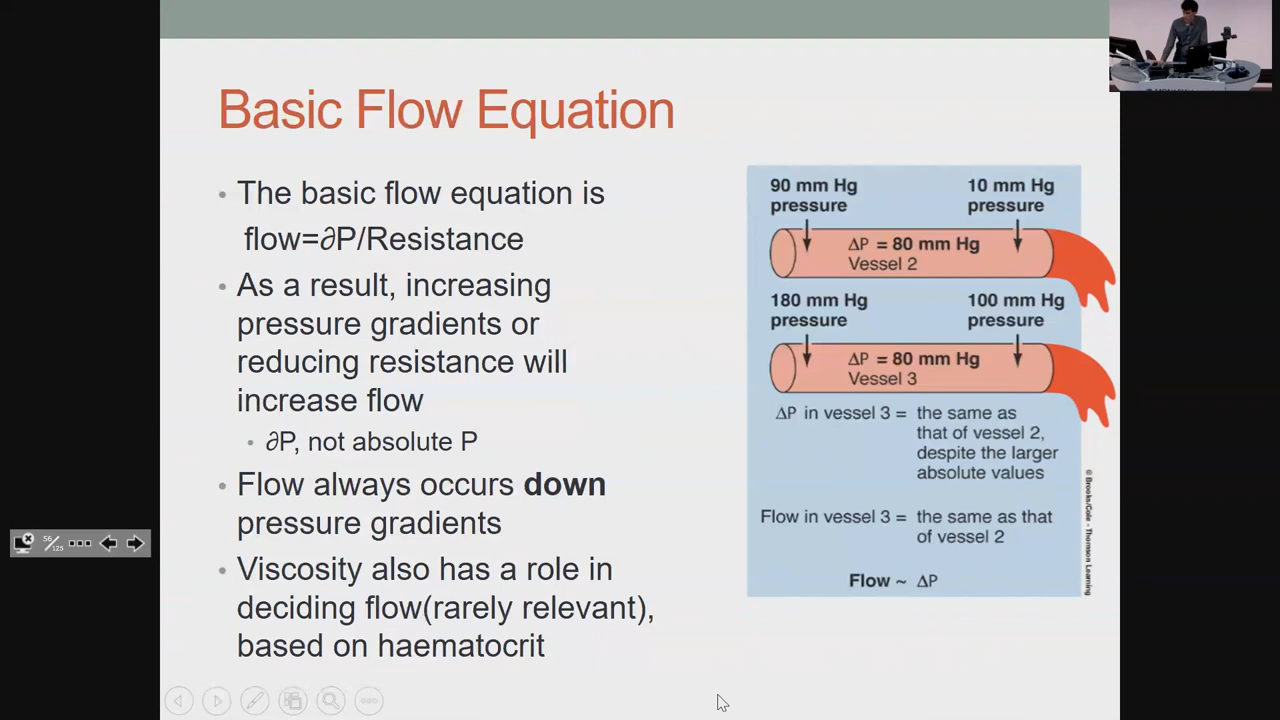 Basic Flow Equation
• The basic flow equation is
flow=∂P/Resistance
• As a result, increasing
pressure gradients or
reducing resistance will
increase flow
• ∂P, not absolute P
• Flow always occurs down
pressure gradients
• Viscosity also has a role in
deciding flow(rarely relevant),
based on haematocrit
90 mm Hg
pressure
10 mm Hg
pressure
ΔP = 80 mm Hg
Vessel 2
180 mm Hg
pressure
100 mm Hg
pressure
ΔP = 80 mm Hg
Vessel 3
ΔP in vessel 3 = the same as
that of vessel 2,
despite the larger
absolute values
Flow in vessel 3 = the same as that
of vessel 2
Flow ~ ΔP
© Brooks/Cole - Thomson Learning
56/125